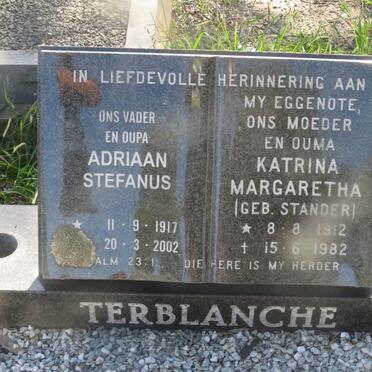 IN LIEFDEVOLLE HERINNERING AAN
ONS VADER
EN OUPA
ADRIAAN
STEFANUS
★ 11-9-1917
20-3-2002
MY EGGENOTE,
ONS MOEDER
EN OUMA
KATRINA
MARGARETHA
(GEB. STANDER)
★ 8-8-1912
† 15-6-1982
ALM 23:1 DIE HERE IS MY HERDER
TERBLANCHE